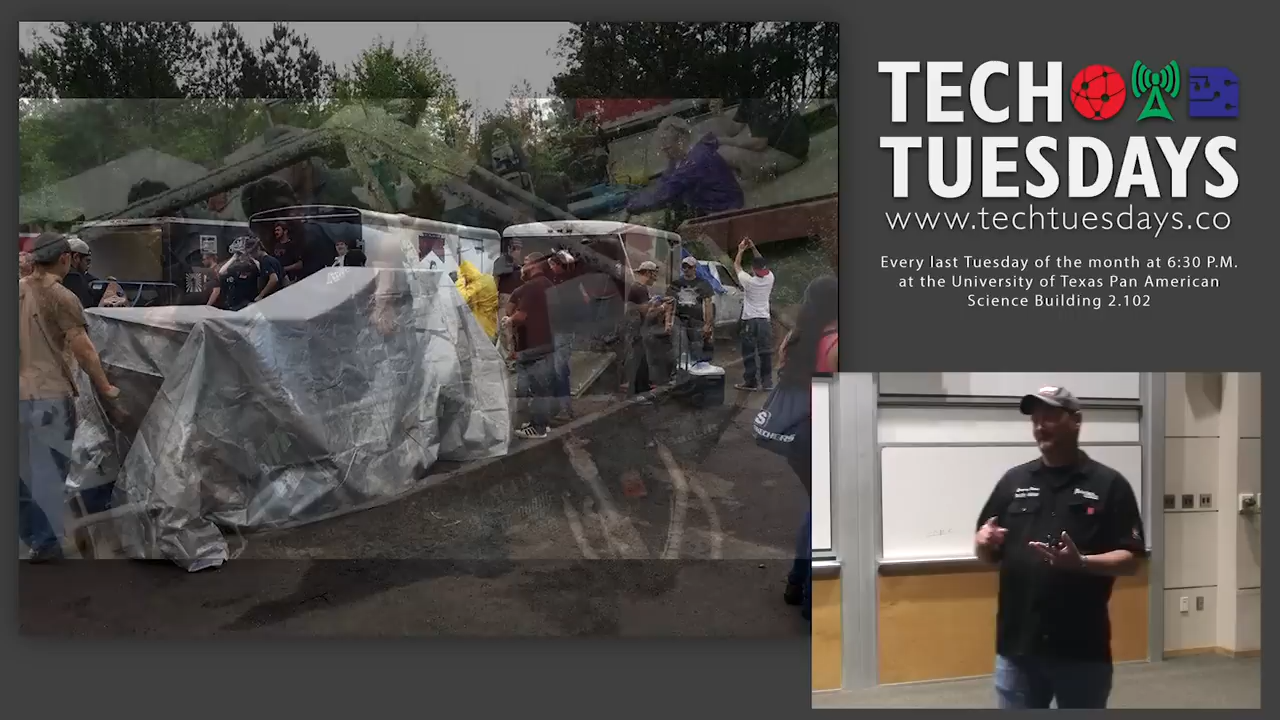 TECH
TUESDAYS
www.techtuesdays.co
Every last Tuesday of the month at 6:30 P.M.
at the University of Texas Pan American
Science Building 2.102
S
SKECHERS